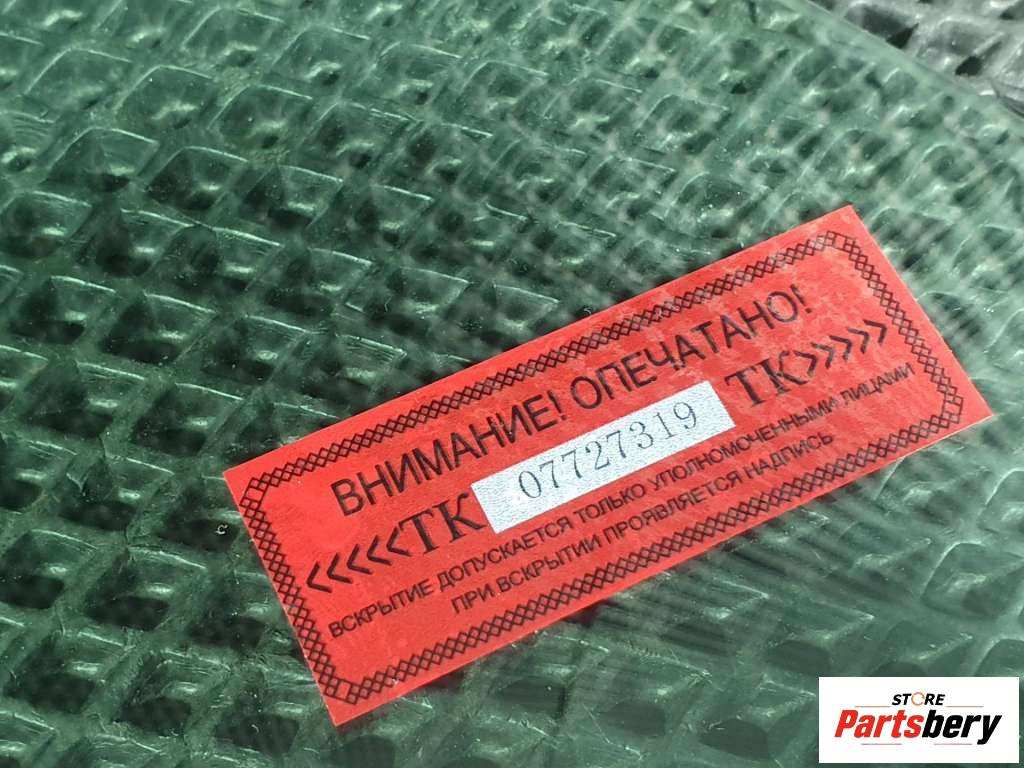 ВНИМАНИЕ! ОПЕЧАТАНО!
<<<<<ТК 07727319 ТК>>>>>
ВСКРЫТИЕ ДОПУСКАЕТСЯ ТОЛЬКО УПОЛНОМОЧЕННЫМИ ЛИЦАМИ
ПРИ ВСКРЫТИИ ПРОЯВЛЯЕТСЯ НАДПИСЬ
STORE
Partsbery